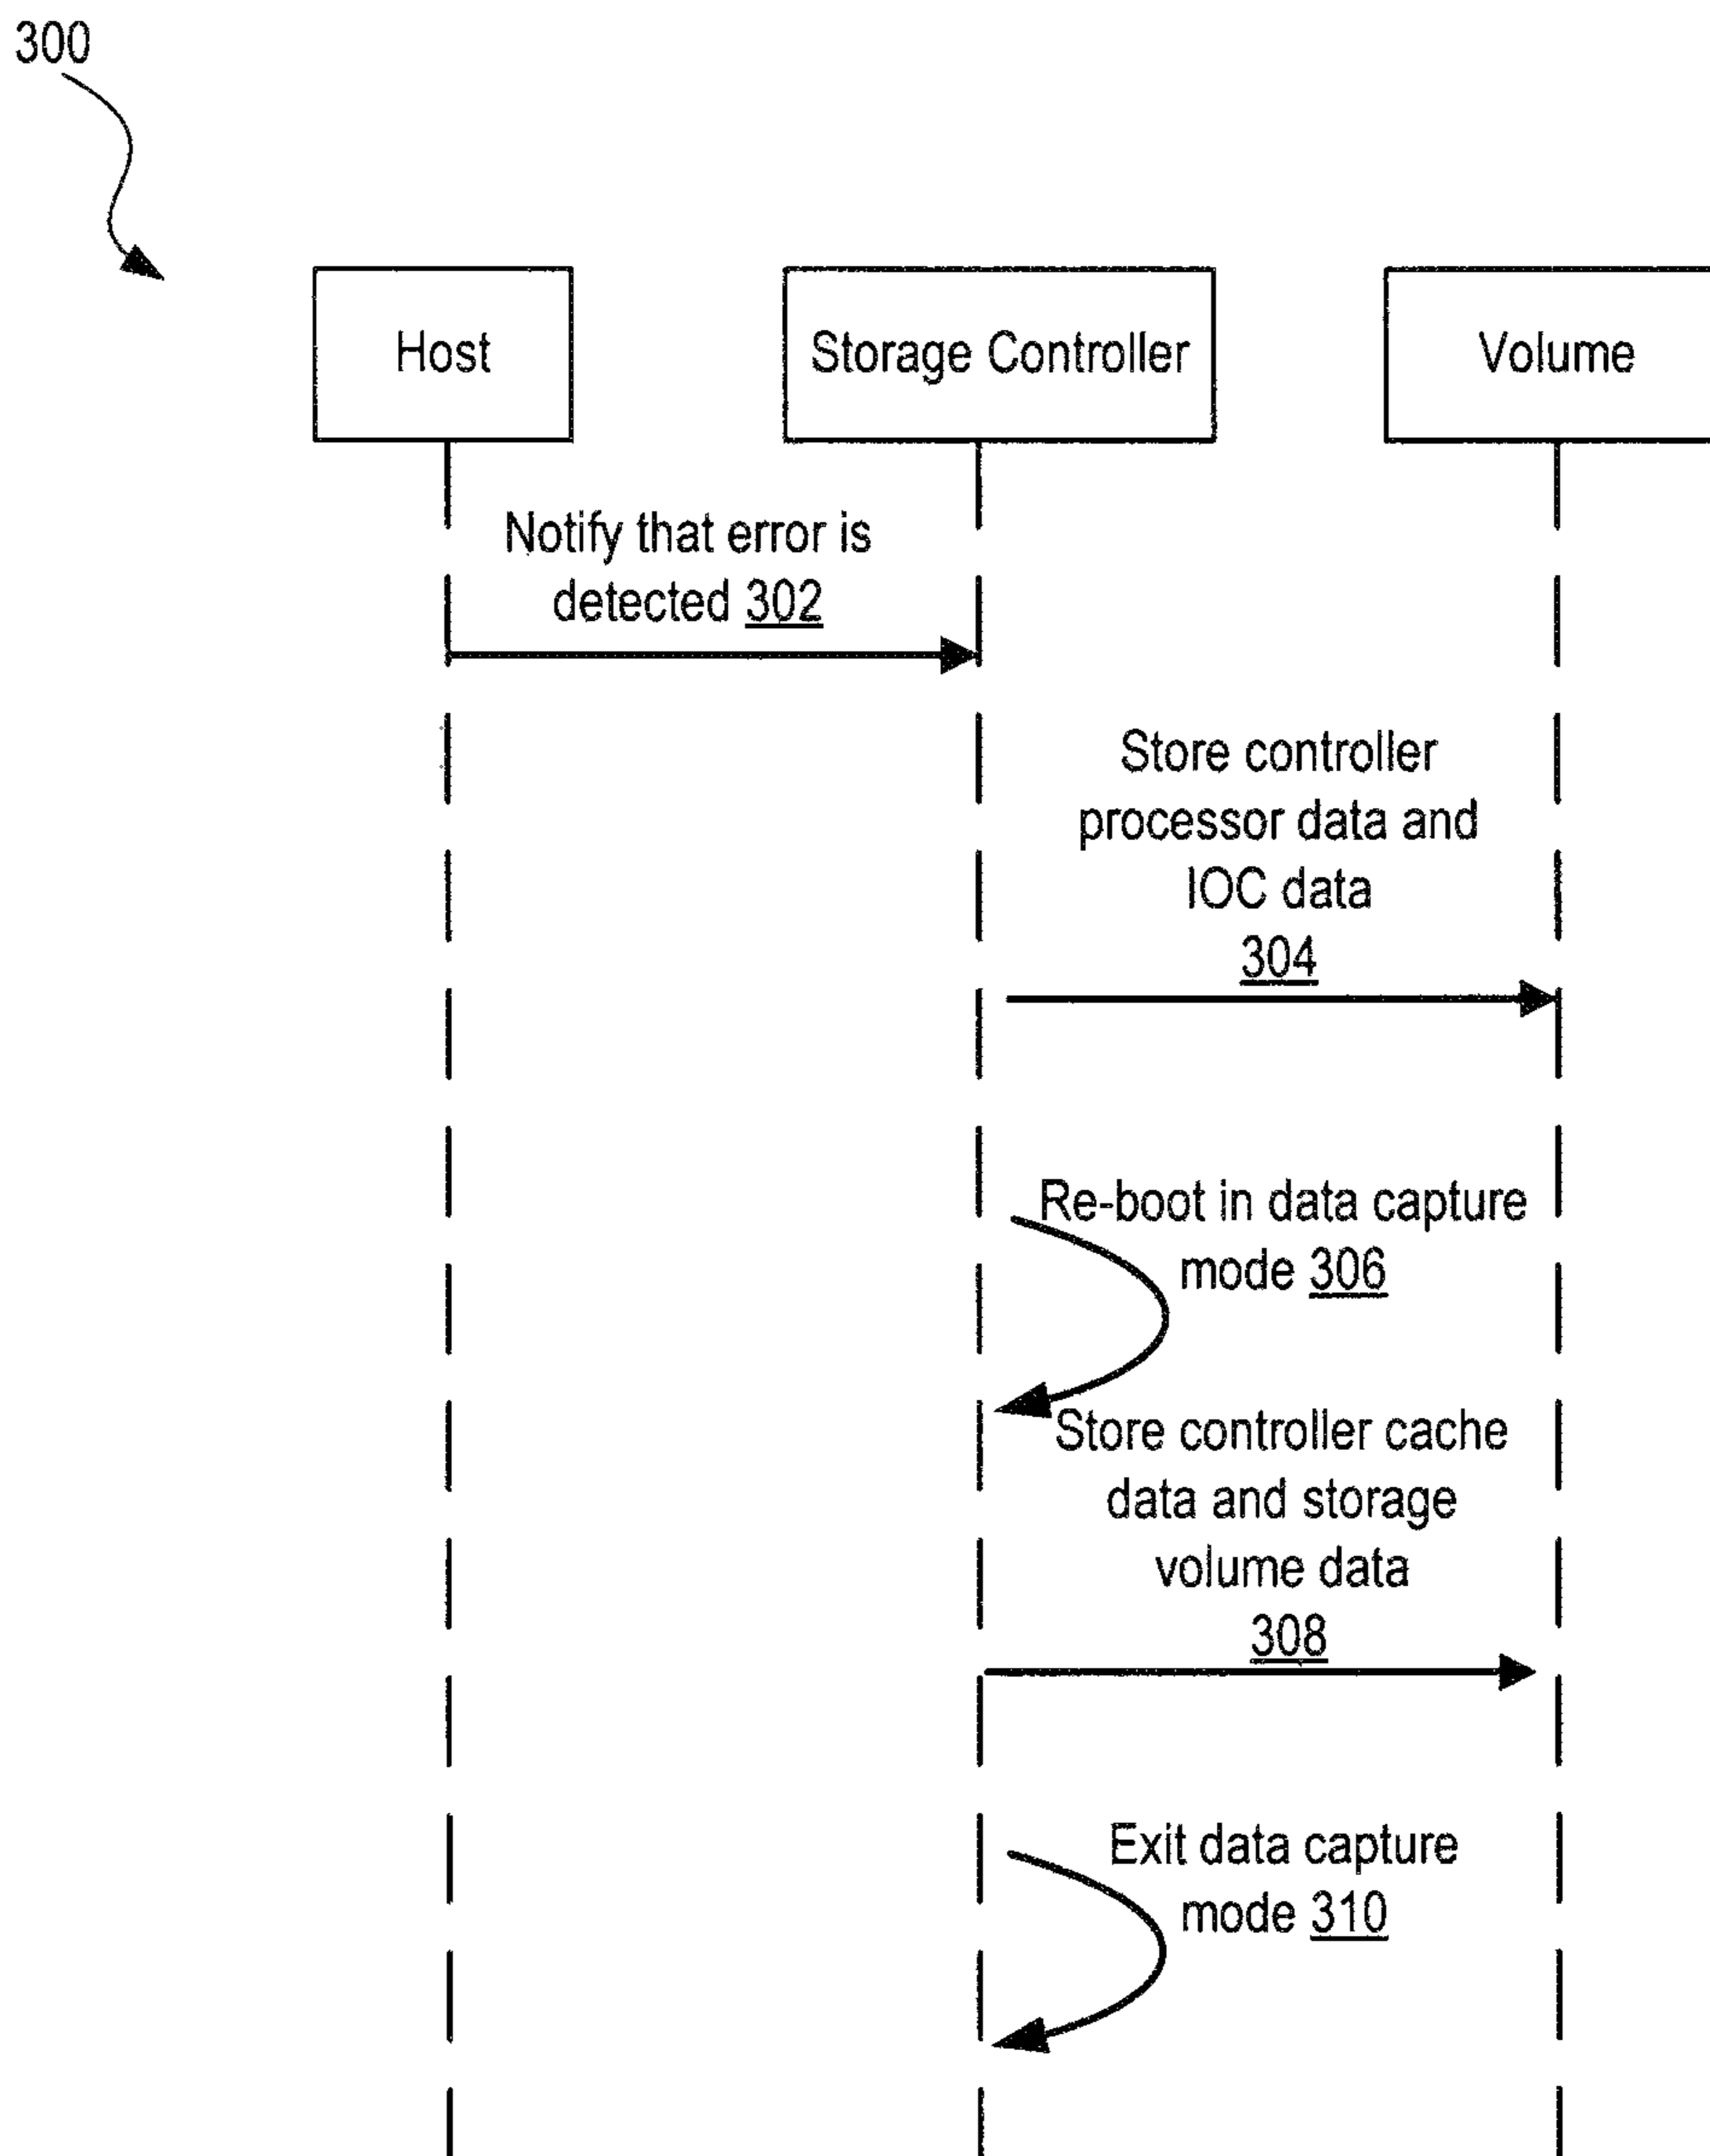 300
Host
Storage Controller
Volume
Notify that error is
detected 302
Store controller
processor data and
IOC data
304
Re-boot in data capture
mode 306
Store controller cache
data and storage
volume data
308
Exit data capture
mode 310